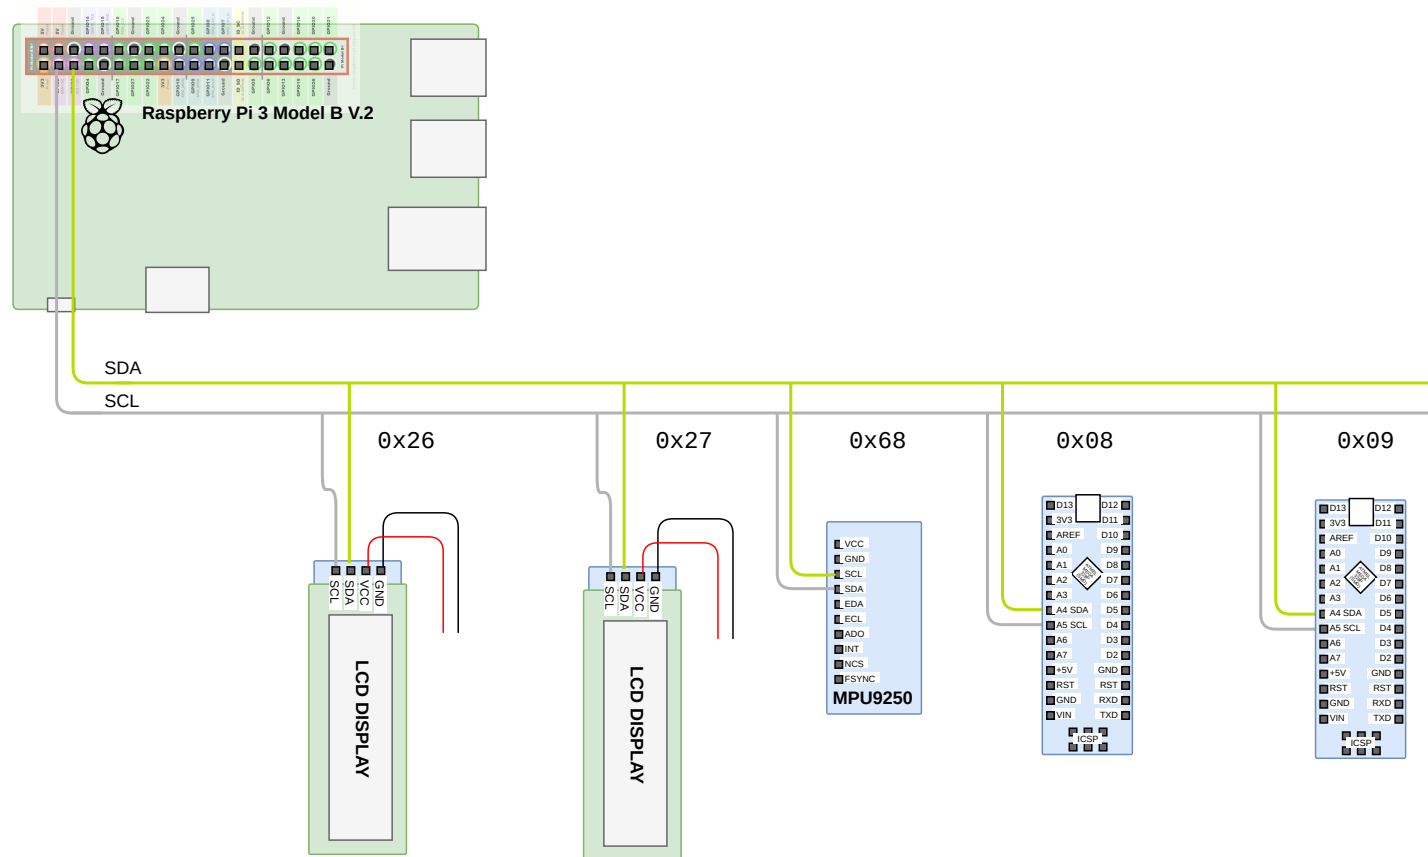 Raspberry Pi 3 Model B V.2
SDA
SCL
0x26
0x27
0x68
0x08
0x09
SCL
SDA
VCC
GND
LCD DISPLAY
SCL
SDA
VCC
GND
LCD DISPLAY
VCC
GND
SCL
SDA
EDA
ECL
ADO
INT
NCS
FSYNC
MPU9250
D13 D12
3V3 D11
AREF D10
A0 D9
A1 D8
A2 D7
A3 D6
A4 SDA D5
A5 SCL D4
A6 D3
A7 D2
+5V GND
RST RST
GND RXD
VIN TXD
ICSP
D13 D12
3V3 D11
AREF D10
A0 D9
A1 D8
A2 D7
A3 D6
A4 SDA D5
A5 SCL D4
A6 D3
A7 D2
+5V GND
RST RST
GND RXD
VIN TXD
ICSP